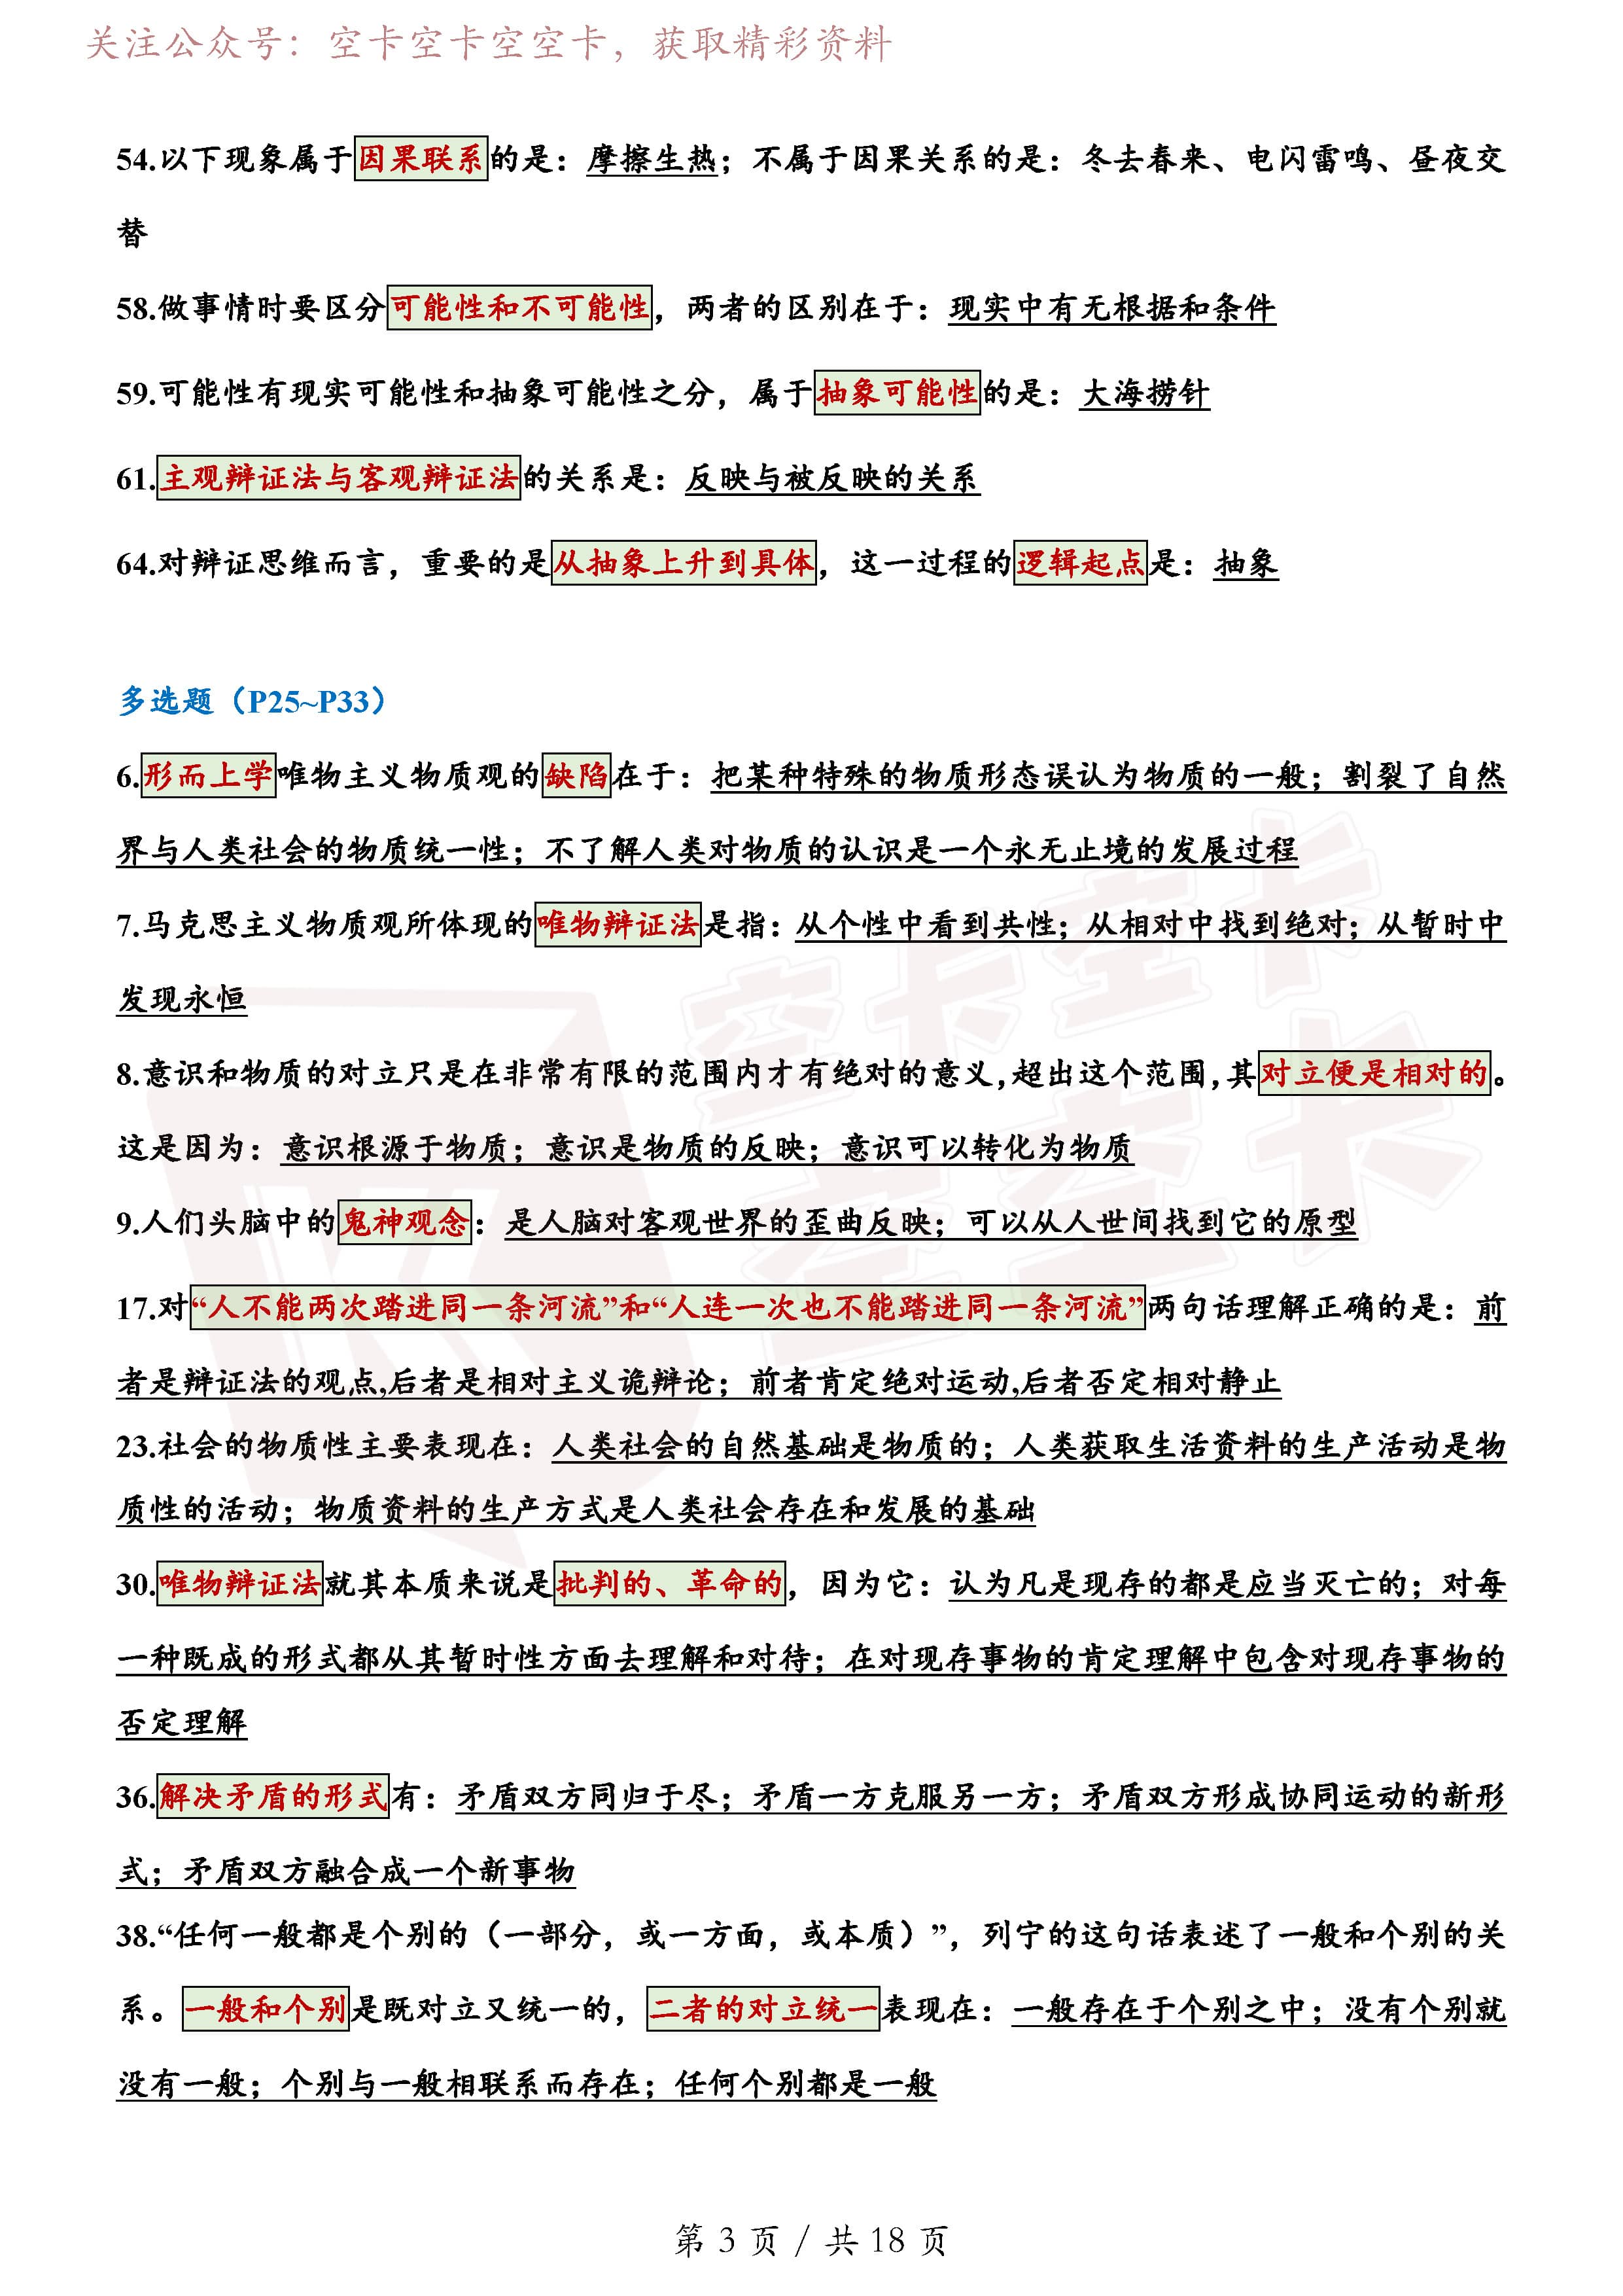 关注公众号：空卡空卡空空卡，获取精彩资料
54.以下现象属于因果联系的是：摩擦生热；不属于因果关系的是：冬去春来、电闪雷鸣、昼夜交
替
58.做事情时要区分可能性和不可能性，两者的区别在于：现实中有无根据和条件
59.可能性有现实可能性和抽象可能性之分，属于抽象可能性的是：大海捞针
61.主观辩证法与客观辩证法的关系是：反映与被反映的关系
64.对辩证思维而言，重要的是从抽象上升到具体，这一过程的逻辑起点是：抽象
多选题（P25~P33）
6.形而上学唯物主义物质观的缺陷在于：把某种特殊的物质形态误认为物质的一般；割裂了自然
界与人类社会的物质统一性；不了解人类对物质的认识是一个永无止境的发展过程
7.马克思主义物质观所体现的唯物辩证法是指：从个性中看到共性；从相对中找到绝对；从暂时中
发现永恒
8.意识和物质的对立只是在非常有限的范围内才有绝对的意义,超出这个范围,其对立便是相对的。
这是因为：意识根源于物质；意识是物质的反映；意识可以转化为物质
9.人们头脑中的鬼神观念：是人脑对客观世界的歪曲反映；可以从人世间找到它的原型
17.对“人不能两次踏进同一条河流”和“人连一次也不能踏进同一条河流”两句话理解正确的是：前
者是辩证法的观点,后者是相对主义诡辩论；前者肯定绝对运动,后者否定相对静止
23.社会的物质性主要表现在：人类社会的自然基础是物质的；人类获取生活资料的生产活动是物
质性的活动；物质资料的生产方式是人类社会存在和发展的基础
30.唯物辩证法就其本质来说是批判的、革命的，因为它：认为凡是现存的都是应当灭亡的；对每
一种既成的形式都从其暂时性方面去理解和对待；在对现存事物的肯定理解中包含对现存事物的
否定理解
36.解决矛盾的形式有：矛盾双方同归于尽；矛盾一方克服另一方；矛盾双方形成协同运动的新形
式；矛盾双方融合成一个新事物
38.“任何一般都是个别的（一部分，或一方面，或本质）”，列宁的这句话表述了一般和个别的关
系。一般和个别是既对立又统一的，二者的对立统一表现在：一般存在于个别之中；没有个别就
没有一般；个别与一般相联系而存在；任何个别都是一般
空卡空卡
空空卡
第 3 页 / 共 18 页